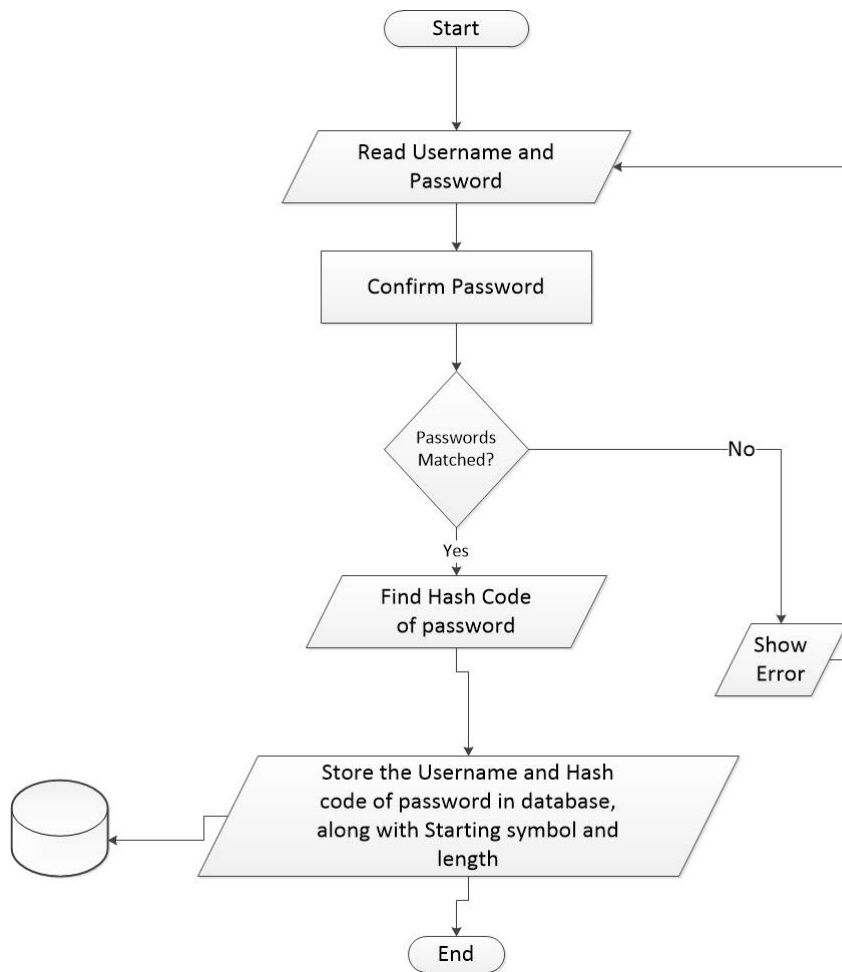 Start
Read Username and
Password
Confirm Password
Passwords
Matched?
No
Yes
Find Hash Code
of password
Show
Error
Store the Username and Hash
code of password in database,
along with Starting symbol and
length
End